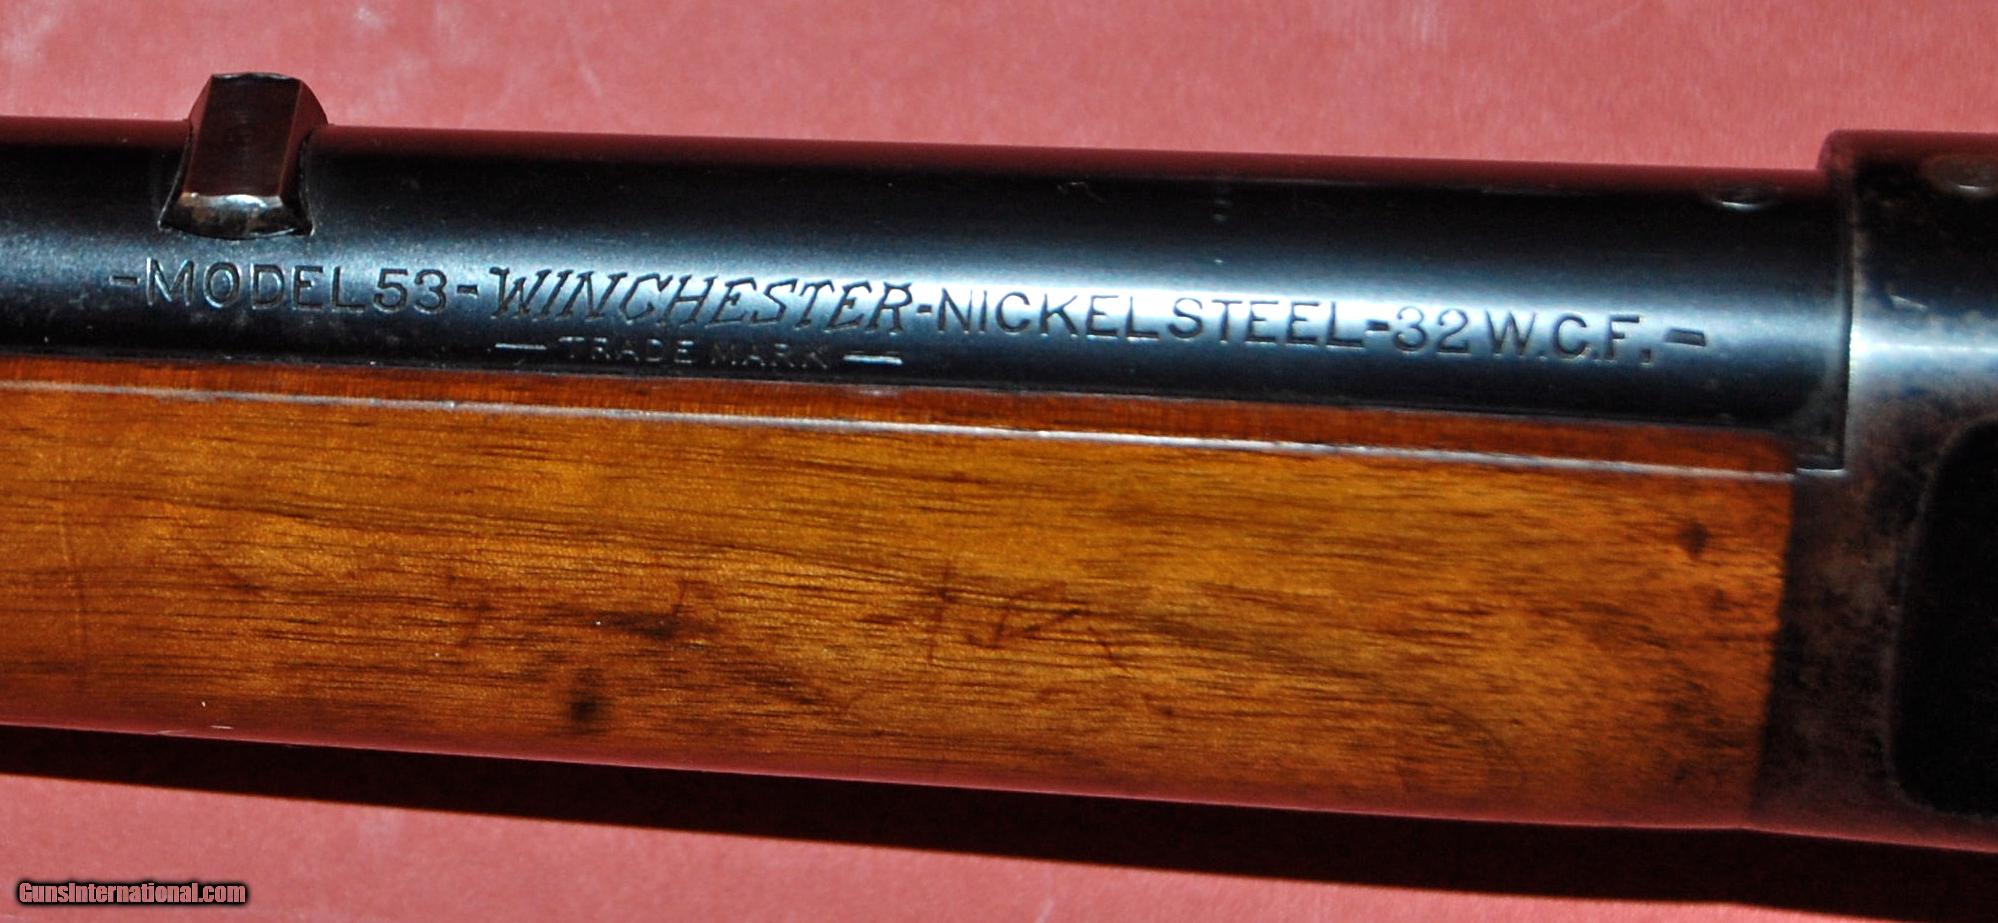 -MODEL 53-WINCHESTER-NICKEL STEEL-32 W.C.F.-
— TRADE MARK —
GunsInternational.com